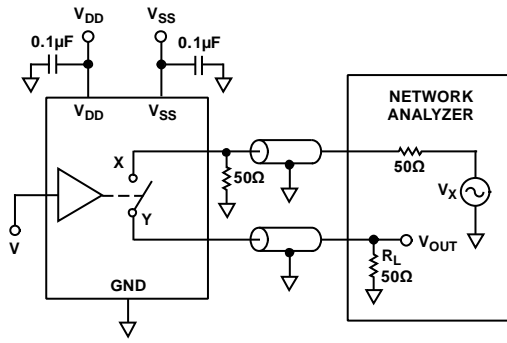 VDD
VSS
0.1µF
0.1µF
VDD
VSS
NETWORK
ANALYZER
X
50Ω
50Ω
VX
Y
V
VOUT
RL
50Ω
GND